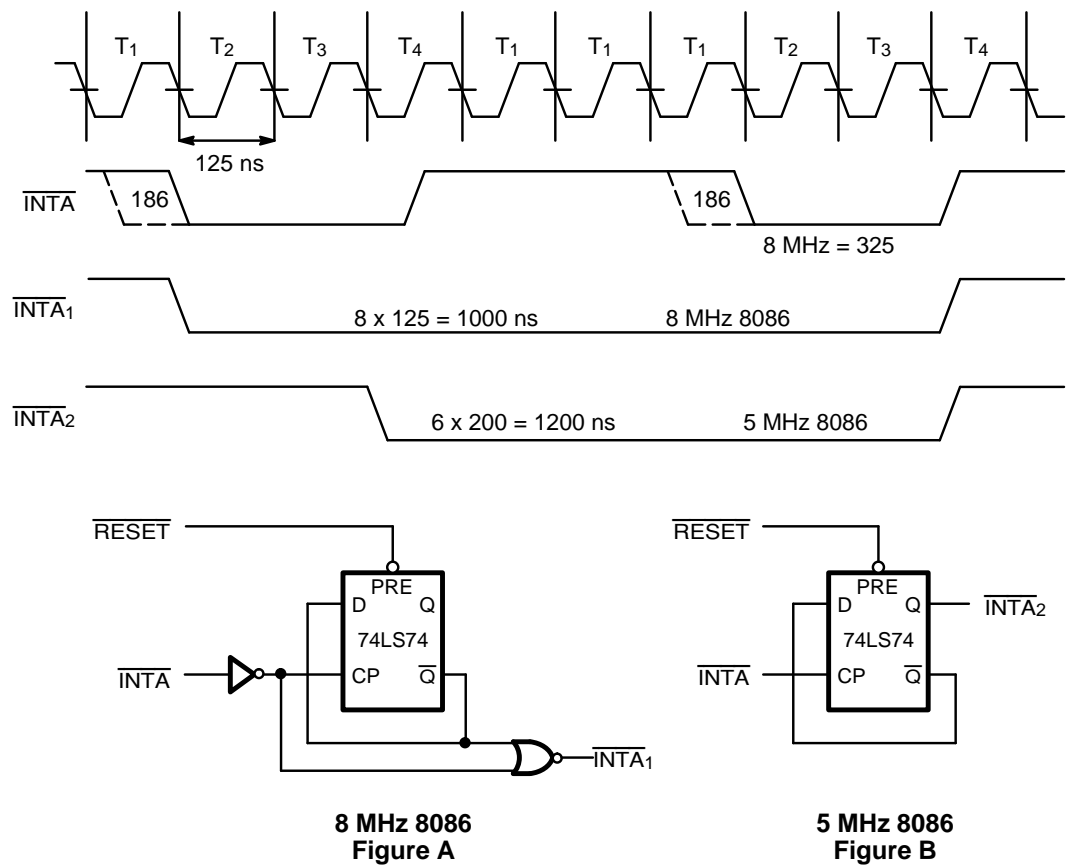 T1 T2 T3 T4 T1 T1 T1 T2 T3 T4
125 ns
INTA 186 186
8 MHz = 325
INTA1 8 x 125 = 1000 ns 8 MHz 8086
INTA2 6 x 200 = 1200 ns 5 MHz 8086
RESET RESET
PRE PRE
D Q D Q INTA2
74LS74 74LS74
INTA CP Q INTA CP Q
INTA1
8 MHz 8086 5 MHz 8086
Figure A Figure B